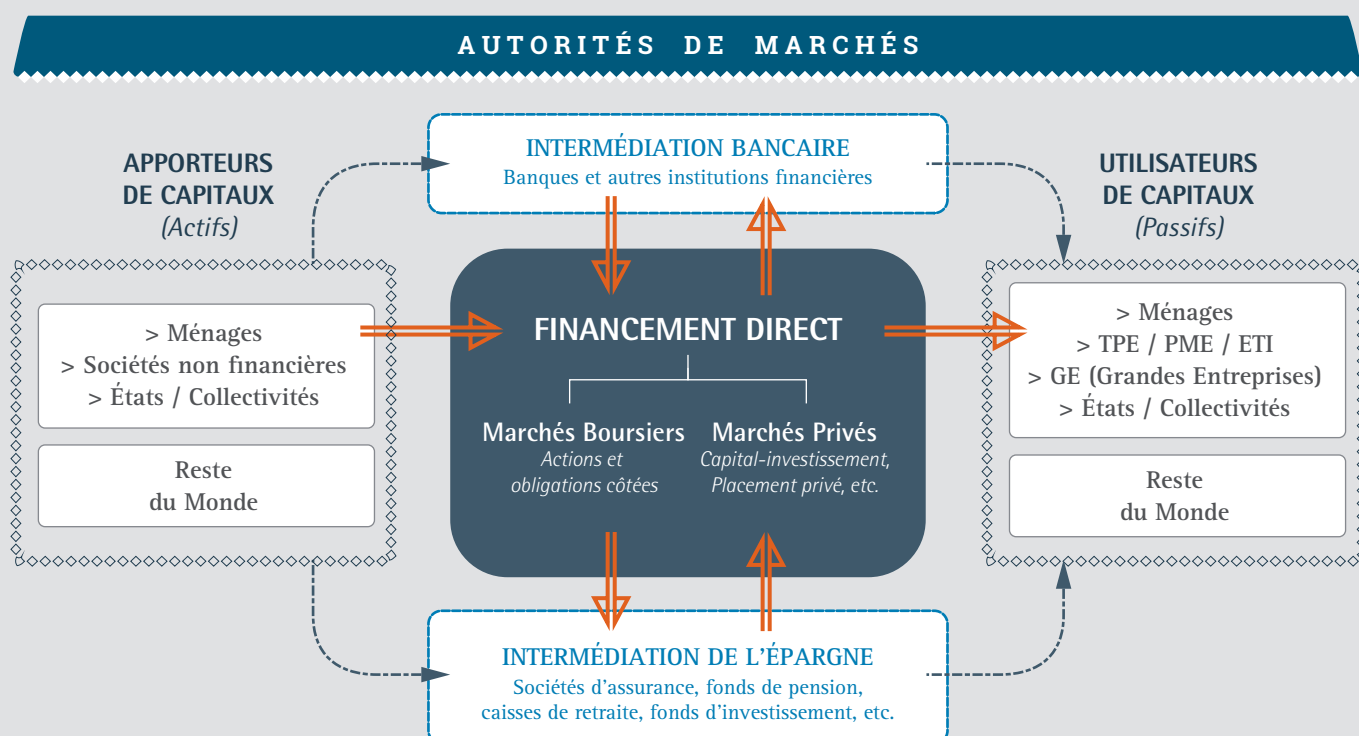 AUTORITÉS DE MARCHÉS
INTERMÉDIATION BANCAIRE
Banques et autres institutions financières
APPORTEURS
DE CAPITAUX
(Actifs)
> Ménages
> Sociétés non financières
> États / Collectivités
Reste
du Monde
FINANCEMENT DIRECT
Marchés Boursiers
Actions et
obligations côtées
Marchés Privés
Capital-investissement,
Placement privé, etc.
UTILISATEURS
DE CAPITAUX
(Passifs)
> Ménages
> TPE / PME / ETI
> GE (Grandes Entreprises)
> États / Collectivités
Reste
du Monde
INTERMÉDIATION DE L'ÉPARGNE
Sociétés d'assurance, fonds de pension,
caisses de retraite, fonds d'investissement, etc.